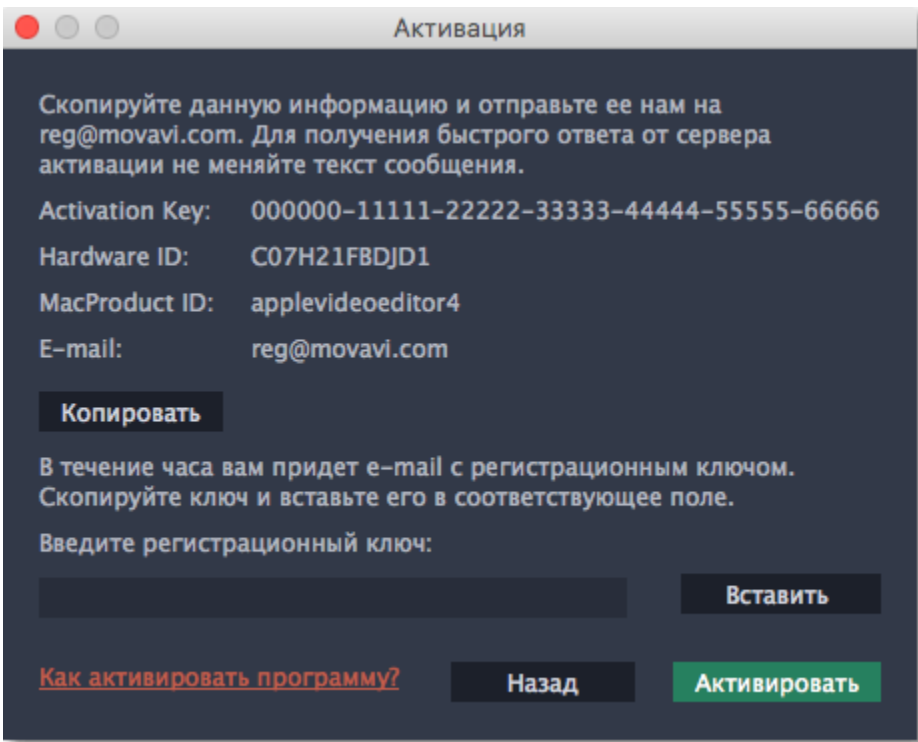 Активация
Скопируйте данную информацию и отправьте ее нам на
reg@movavi.com. Для получения быстрого ответа от сервера
активации не меняйте текст сообщения.
Activation Key: 000000-11111-22222-33333-44444-55555-66666
Hardware ID: C07H21FBDJD1
MacProduct ID: applevideoeditor4
E-mail: reg@movavi.com
Копировать
В течение часа вам придет e-mail с регистрационным ключом.
Скопируйте ключ и вставьте его в соответствующее поле.
Введите регистрационный ключ:
Вставить
Как активировать программу? Назад Активировать